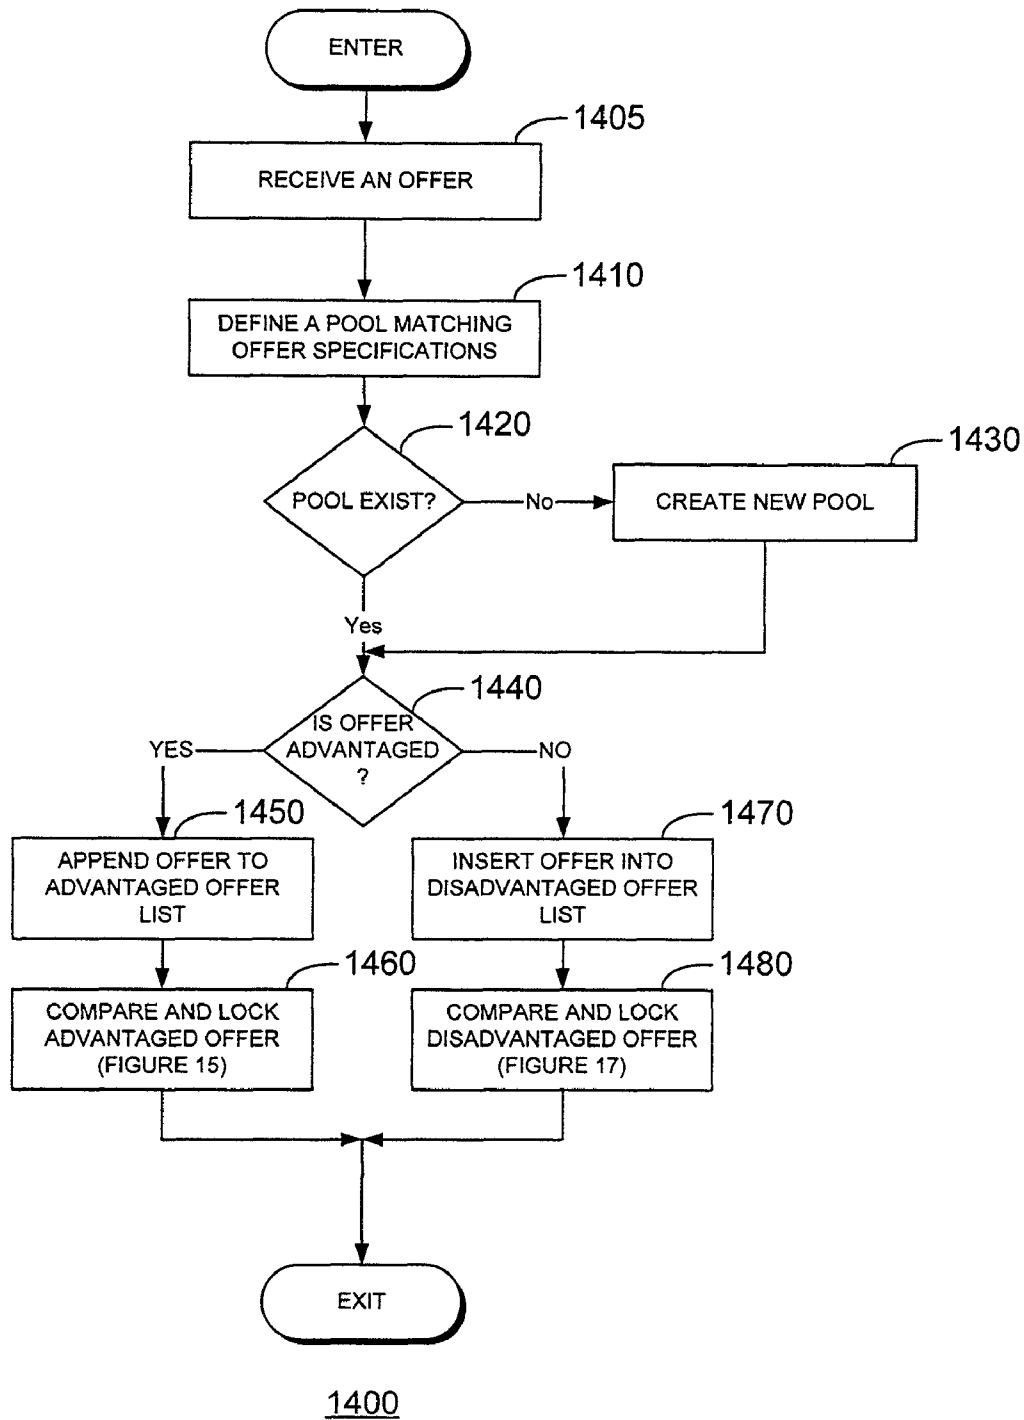 ENTER
1405
RECEIVE AN OFFER
1410
DEFINE A POOL MATCHING
OFFER SPECIFICATIONS
1420
POOL EXIST?
No
1430
CREATE NEW POOL
Yes
1440
IS OFFER
ADVANTAGED
?
YES
NO
1450
APPEND OFFER TO
ADVANTAGED OFFER
LIST
1470
INSERT OFFER INTO
DISADVANTAGED OFFER
LIST
1460
COMPARE AND LOCK
ADVANTAGED OFFER
(FIGURE 15)
1480
COMPARE AND LOCK
DISADVANTAGED OFFER
(FIGURE 17)
EXIT
1400